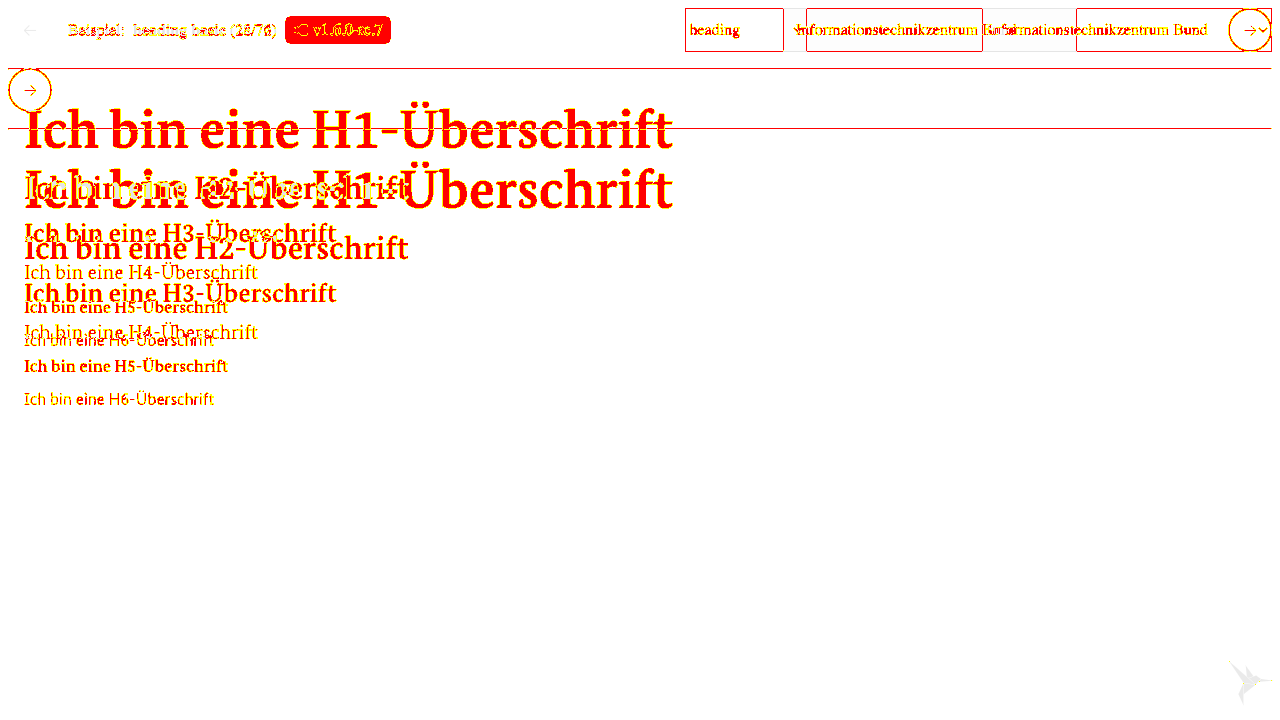 Beispiel: heading basic v1.6.0-rc.7 heading Informationstechnikzentrum Bund Informationstechnikzentrum Bund
Ich bin eine H1-Überschrift
Ich bin eine H1-Überschrift
Ich bin eine H2-Überschrift
Ich bin eine H3-Überschrift
Ich bin eine H2-Überschrift
Ich bin eine H4-Überschrift
Ich bin eine H3-Überschrift
Ich bin eine H5-Überschrift
Ich bin eine H4-Überschrift
Ich bin eine H6-Überschrift
Ich bin eine H5-Überschrift
Ich bin eine H6-Überschrift